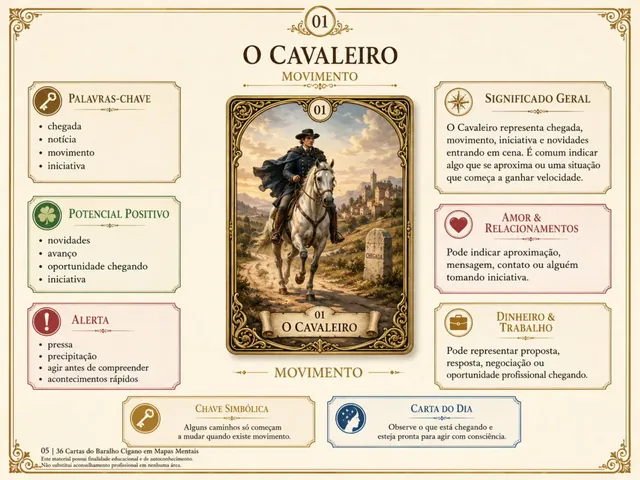 01
O CAVALEIRO
MOVIMENTO
PALAVRAS-CHAVE
• chegada
• notícia
• movimento
• iniciativa
POTENCIAL POSITIVO
• novidades
• avanço
• oportunidade chegando
• iniciativa
ALERTA
• pressa
• precipitação
• agir antes de compreender
• acontecimentos rápidos
01
CHEGADA
01
O CAVALEIRO
MOVIMENTO
SIGNIFICADO GERAL
O Cavaleiro representa chegada,
movimento, iniciativa e novidades
entrando em cena. É comum indicar
algo que se aproxima ou uma situação
que começa a ganhar velocidade.
AMOR &
RELACIONAMENTOS
Pode indicar aproximação,
mensagem, contato ou alguém
tomando iniciativa.
DINHEIRO &
TRABALHO
Pode representar proposta,
resposta, negociação ou
oportunidade profissional chegando.
CHAVE SIMBÓLICA
Alguns caminhos só começam
a mudar quando existe movimento.
CARTA DO DIA
Observe o que está chegando e
esteja pronta para agir com consciência.
05 | 36 Cartas do Baralho Cigano em Mapas Mentais
Este material possui finalidade educacional e de autoconhecimento.
Não substitui aconselhamento profissional em nenhuma área.